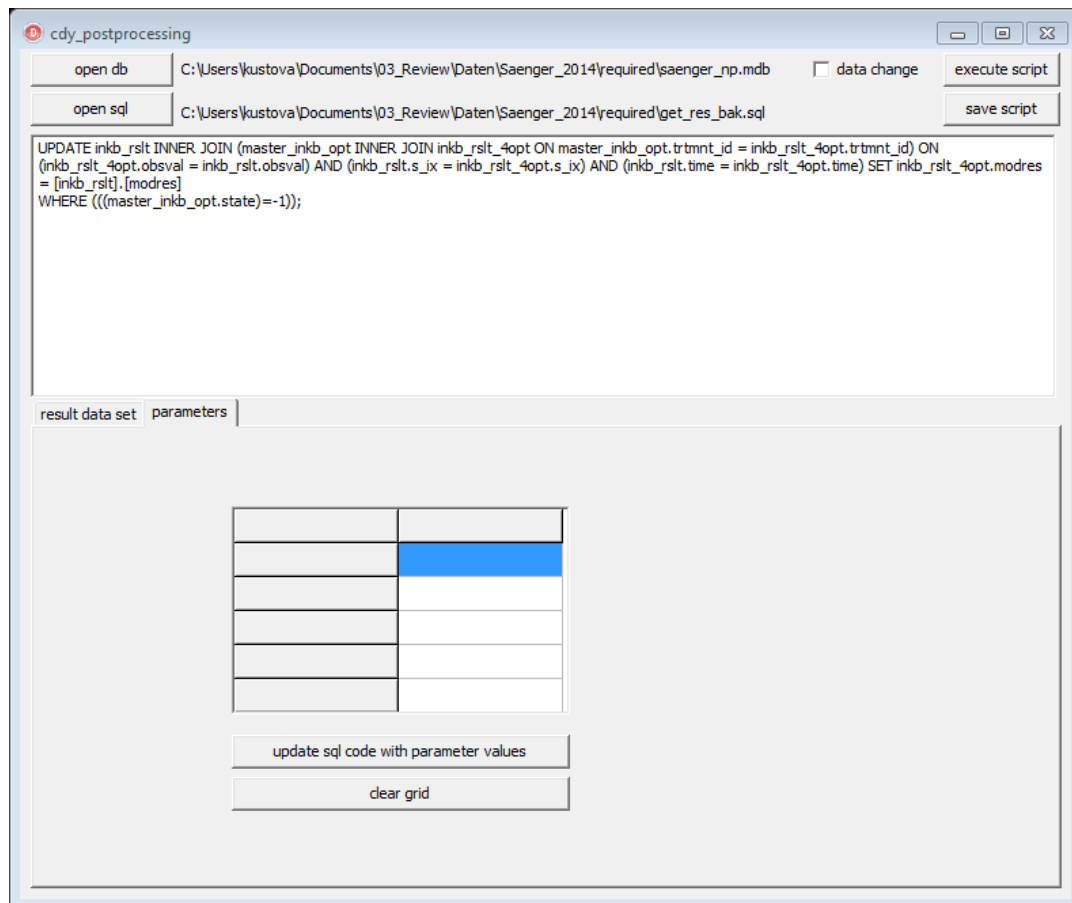 cdy_postprocessing
open db C:\Users\kustova\Documents\03_Review\Daten\Saenger_2014\required\saenger_np.mdb data change execute script
open sql C:\Users\kustova\Documents\03_Review\Daten\Saenger_2014\required\get_res_bak.sql save script
UPDATE inkb_rslt INNER JOIN (master_inkb_opt INNER JOIN inkb_rslt_4opt ON master_inkb_opt.trtmnt_id = inkb_rslt_4opt.trtmnt_id) ON
(inkb_rslt_4opt.obsval = inkb_rslt.obsval) AND (inkb_rslt.s_ix = inkb_rslt_4opt.s_ix) AND (inkb_rslt.time = inkb_rslt_4opt.time) SET inkb_rslt_4opt.modres
= [inkb_rslt].[modres]
WHERE (((master_inkb_opt.state)=-1));
result data set parameters
update sql code with parameter values
clear grid